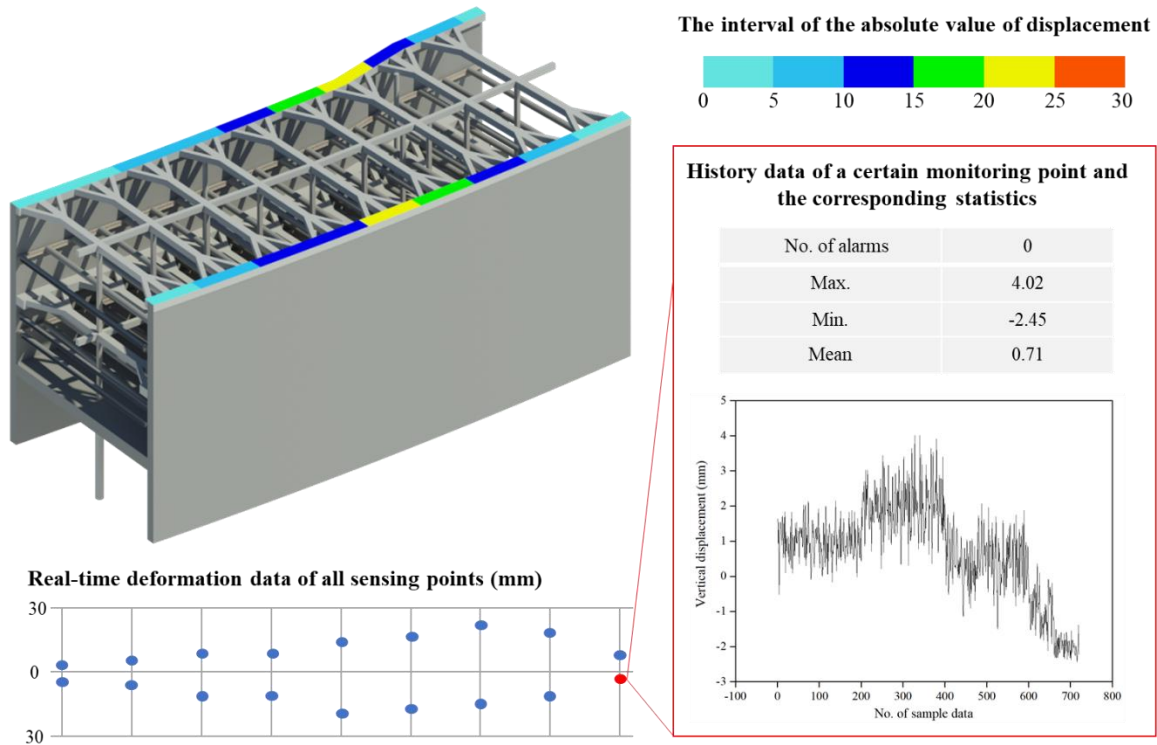 The interval of the absolute value of displacement
0 5 10 15 20 25 30
History data of a certain monitoring point and
the corresponding statistics
No. of alarms 0
Max. 4.02
Min. -2.45
Mean 0.71
5
4
3
2
1
0
-1
-2
-3
Vertical displacement (mm)
-100 0 100 200 300 400 500 600 700 800
No. of sample data
Real-time deformation data of all sensing points (mm)
30
0
30